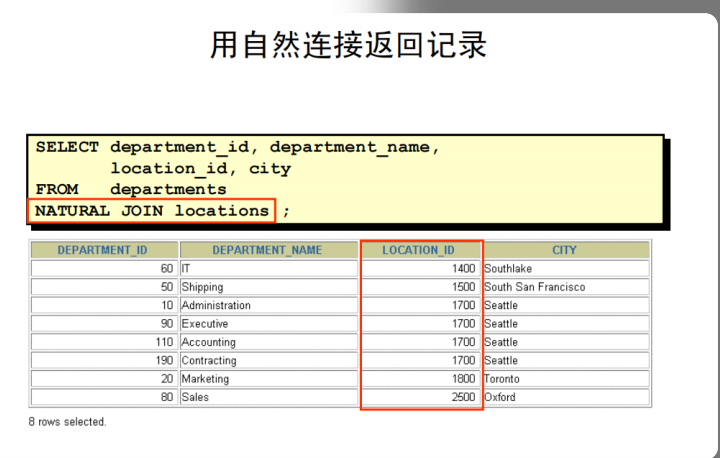 用自然连接返回记录
SELECT department_id, department_name,
location_id, city
FROM departments
NATURAL JOIN locations ;
DEPARTMENT_ID DEPARTMENT_NAME LOCATION_ID CITY
60 IT 1400 Southlake
50 Shipping 1500 South San Francisco
10 Administration 1700 Seattle
90 Executive 1700 Seattle
110 Accounting 1700 Seattle
190 Contracting 1700 Seattle
20 Marketing 1800 Toronto
80 Sales 2500 Oxford
8 rows selected.